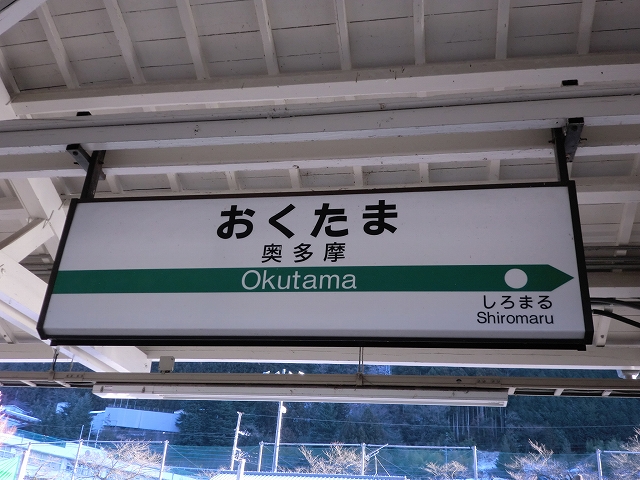 おくたま
奥多摩
Okutama
しろまる
Shiromaru